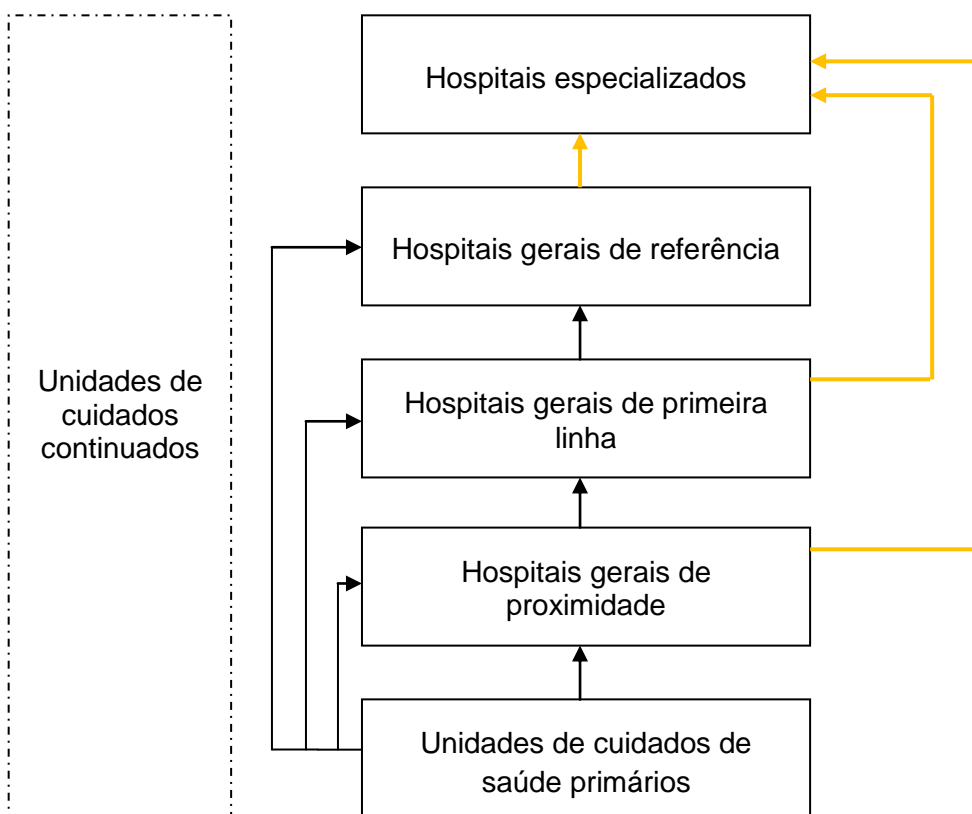 Hospitais especializados
Hospitais gerais de referência
Unidades de
cuidados
continuados
Hospitais gerais de primeira
linha
Hospitais gerais de
proximidade
Unidades de cuidados de
saúde primários